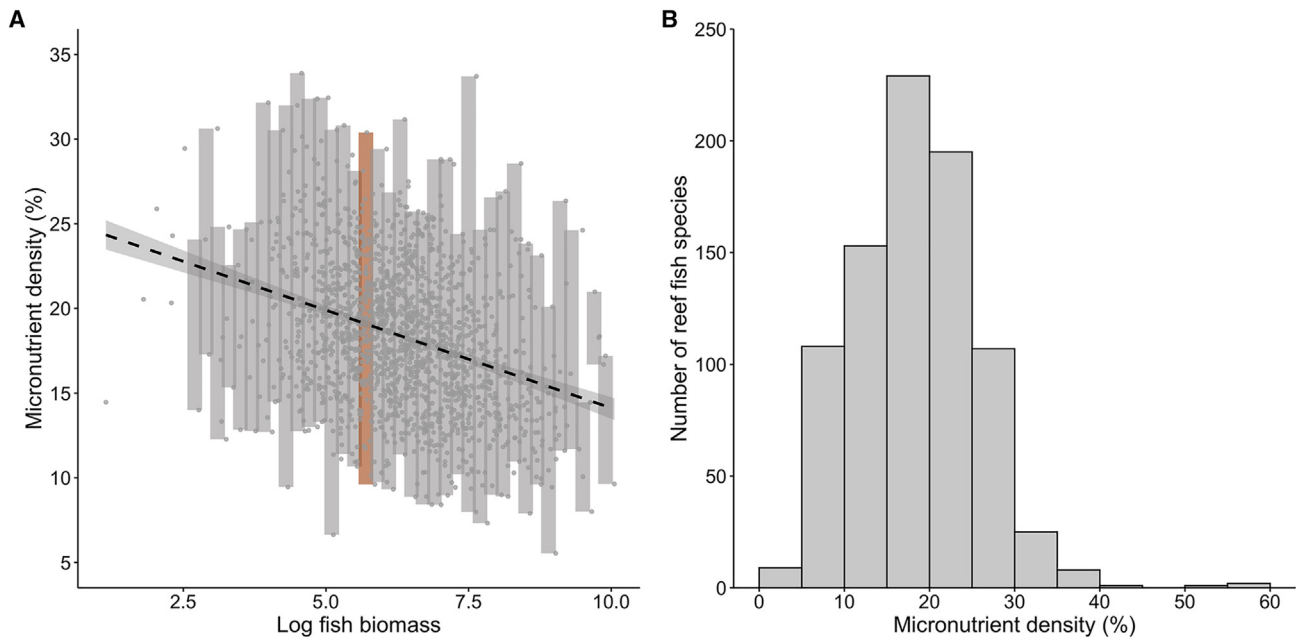 A
Micronutrient density (%)
35
30
25
20
15
10
5
2.5 5.0 7.5 10.0
Log fish biomass
B
Number of reef fish species
250
200
150
100
50
0
0 10 20 30 40 50 60
Micronutrient density (%)